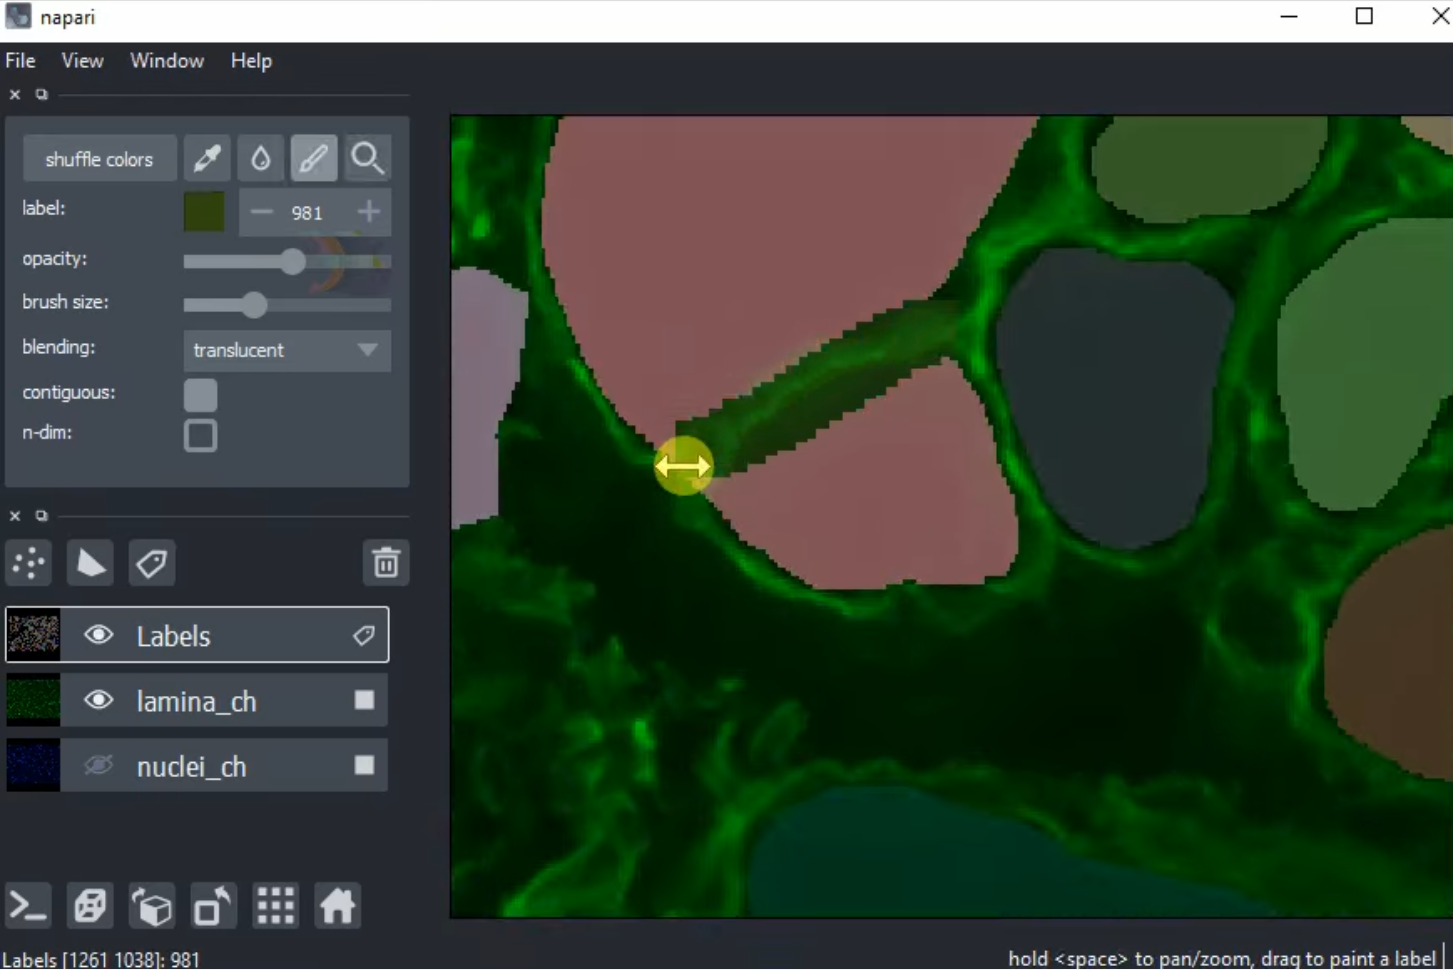 napari
File View Window Help
shuffle colors
label: 981
opacity:
brush size:
blending: translucent
contiguous:
n-dim:
Labels
lamina_ch
nuclei_ch
Labels [1261 1038]: 981
hold <space> to pan/zoom, drag to paint a label